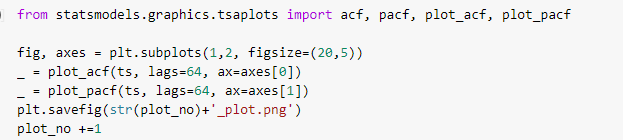 from statsmodels.graphics.tsaplots import acf, pacf, plot_acf, plot_pacf
fig, axes = plt.subplots(1,2, figsize=(20,5))
_ = plot_acf(ts, lags=64, ax=axes[0])
_ = plot_pacf(ts, lags=64, ax=axes[1])
plt.savefig(str(plot_no)+'_plot.png')
plot_no +=1